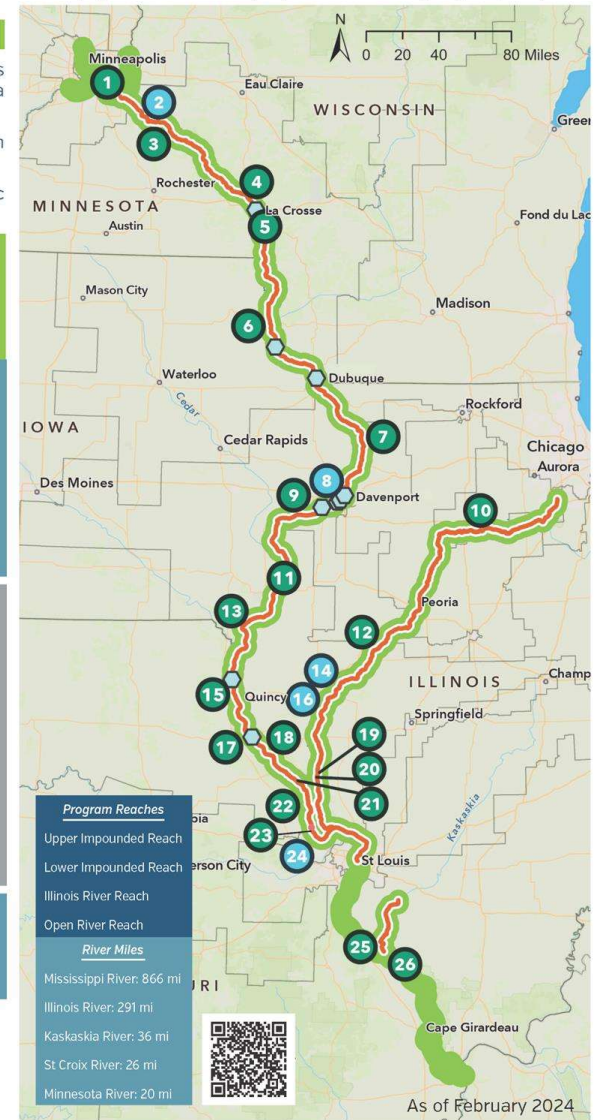 N
0 20 40 80 Miles
Minneapolis
1
2
Eau Claire
WISCONSIN
3
Rochester
4
La Crosse
MINNESOTA
5
Austin
Fond du Lac
Mason City
Madison
6
Waterloo
Dubuque
Cedar
Rockford
IOWA
7
Cedar Rapids
Chicago
Aurora
8
Des Moines
9
Davenport
10
11
Peoria
13
12
14
ILLINOIS
15
Quincy
16
Springfield
17
18
19
20
21
22
Kaskaskia
23
St Louis
24
25
26
Cape Girardeau
Program Reaches
Upper Impounded Reach
Lower Impounded Reach
Illinois River Reach
Open River Reach
River Miles
Mississippi River: 866 mi
Illinois River: 291 mi
Kaskaskia River: 36 mi
St Croix River: 26 mi
Minnesota River: 20 mi
As of February 2024